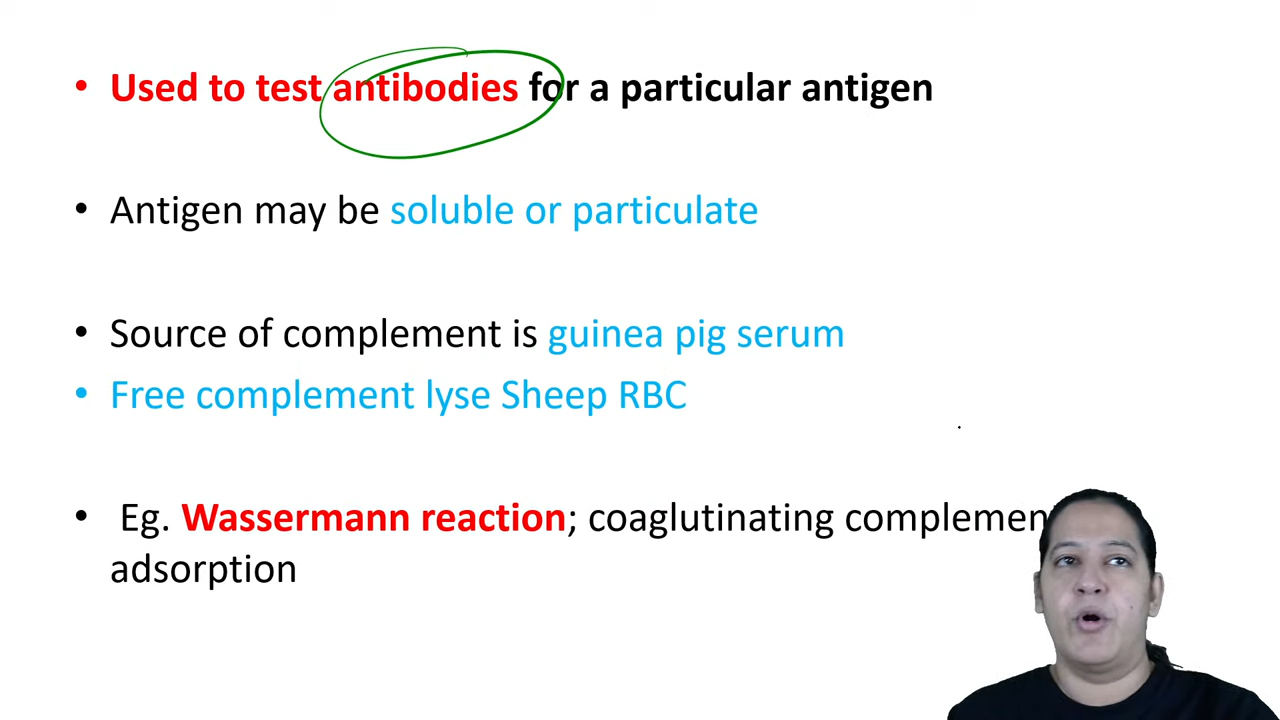 • Used to test antibodies for a particular antigen
• Antigen may be soluble or particulate
• Source of complement is guinea pig serum
• Free complement lyse Sheep RBC
• Eg. Wassermann reaction; coaglutinating complemen
adsorption